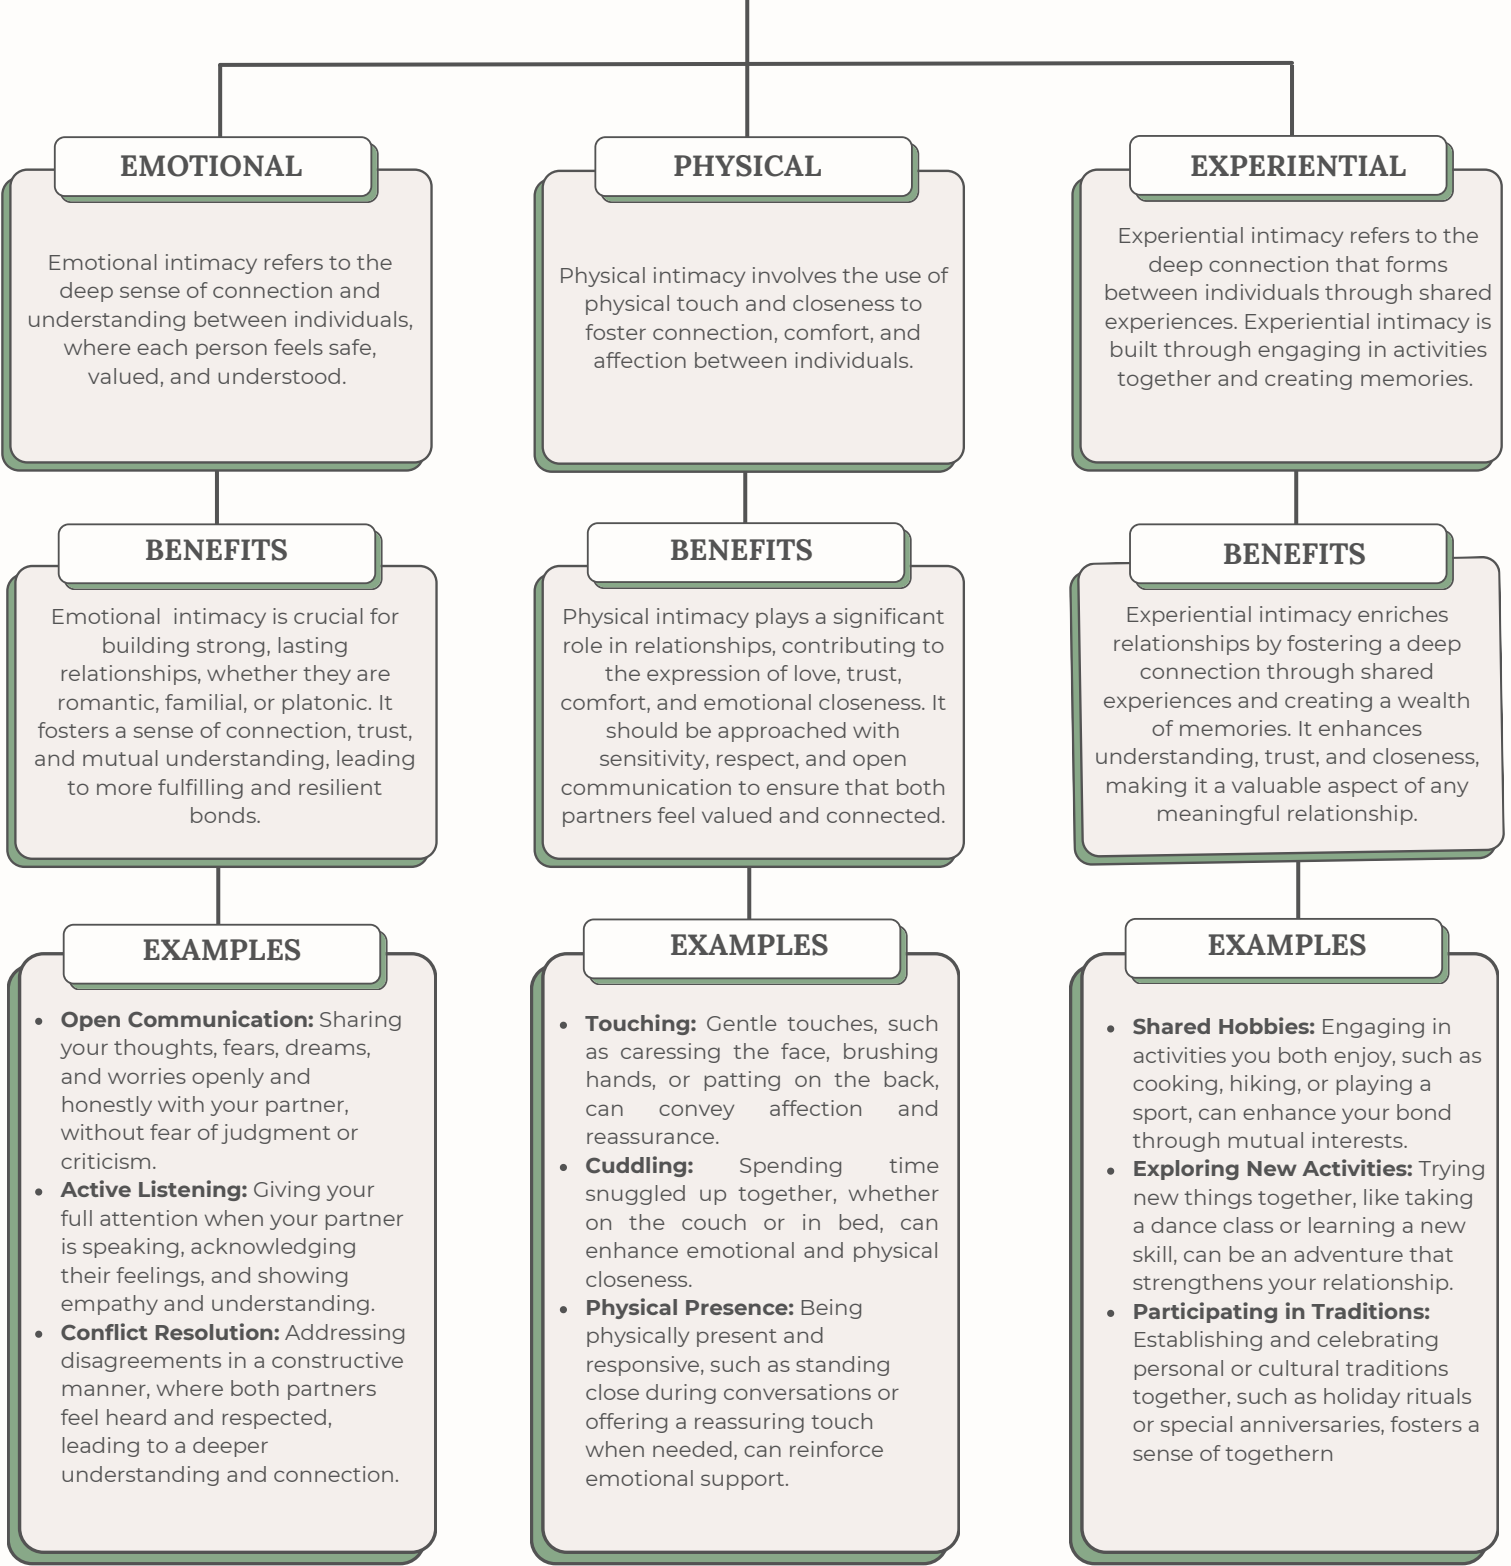 EMOTIONAL
Emotional intimacy refers to the
deep sense of connection and
understanding between individuals,
where each person feels safe,
valued, and understood.
BENEFITS
Emotional  intimacy is crucial for
building strong, lasting
relationships, whether they are
romantic, familial, or platonic. It
fosters a sense of connection, trust,
and mutual understanding, leading
to more fulfilling and resilient
bonds.
EXAMPLES
• Open Communication: Sharing
your thoughts, fears, dreams,
and worries openly and
honestly with your partner,
without fear of judgment or
criticism.
• Active Listening: Giving your
full attention when your partner
is speaking, acknowledging
their feelings, and showing
empathy and understanding.
• Conflict Resolution: Addressing
disagreements in a constructive
manner, where both partners
feel heard and respected,
leading to a deeper
understanding and connection.
PHYSICAL
Physical intimacy involves the use of
physical touch and closeness to
foster connection, comfort, and
affection between individuals.
BENEFITS
Physical intimacy plays a significant
role in relationships, contributing to
the expression of love, trust,
comfort, and emotional closeness. It
should be approached with
sensitivity, respect, and open
communication to ensure that both
partners feel valued and connected.
EXAMPLES
• Touching: Gentle touches, such
as caressing the face, brushing
hands, or patting on the back,
can convey affection and
reassurance.
• Cuddling: Spending time
snuggled up together, whether
on the couch or in bed, can
enhance emotional and physical
closeness.
• Physical Presence: Being
physically present and
responsive, such as standing
close during conversations or
offering a reassuring touch
when needed, can reinforce
emotional support.
EXPERIENTIAL
Experiential intimacy refers to the
deep connection that forms
between individuals through shared
experiences. Experiential intimacy is
built through engaging in activities
together and creating memories.
BENEFITS
Experiential intimacy enriches
relationships by fostering a deep
connection through shared
experiences and creating a wealth
of memories. It enhances
understanding, trust, and closeness,
making it a valuable aspect of any
meaningful relationship.
EXAMPLES
• Shared Hobbies: Engaging in
activities you both enjoy, such as
cooking, hiking, or playing a
sport, can enhance your bond
through mutual interests.
• Exploring New Activities: Trying
new things together, like taking
a dance class or learning a new
skill, can be an adventure that
strengthens your relationship.
• Participating in Traditions:
Establishing and celebrating
personal or cultural traditions
together, such as holiday rituals
or special anniversaries, fosters a
sense of togethern